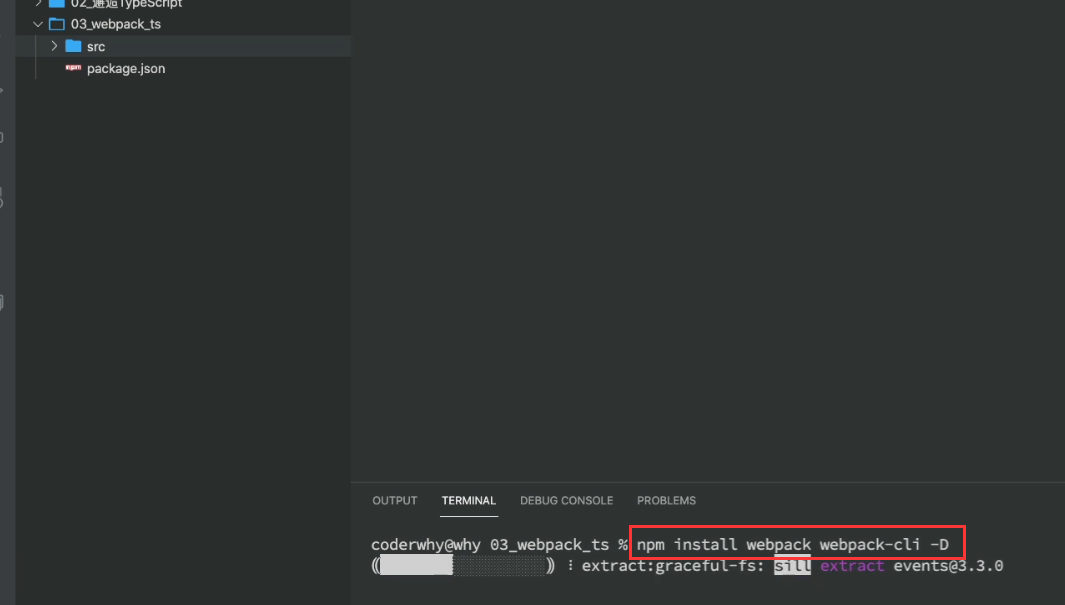 02_邂逅TypeScript
03_webpack_ts
src
package.json
OUTPUT TERMINAL DEBUG CONSOLE PROBLEMS
coderwhy@why 03_webpack_ts % npm install webpack webpack-cli -D
((░░░░░░░░░░░░░░░░░░)) ⠇ extract:graceful-fs: sill extract events@3.3.0